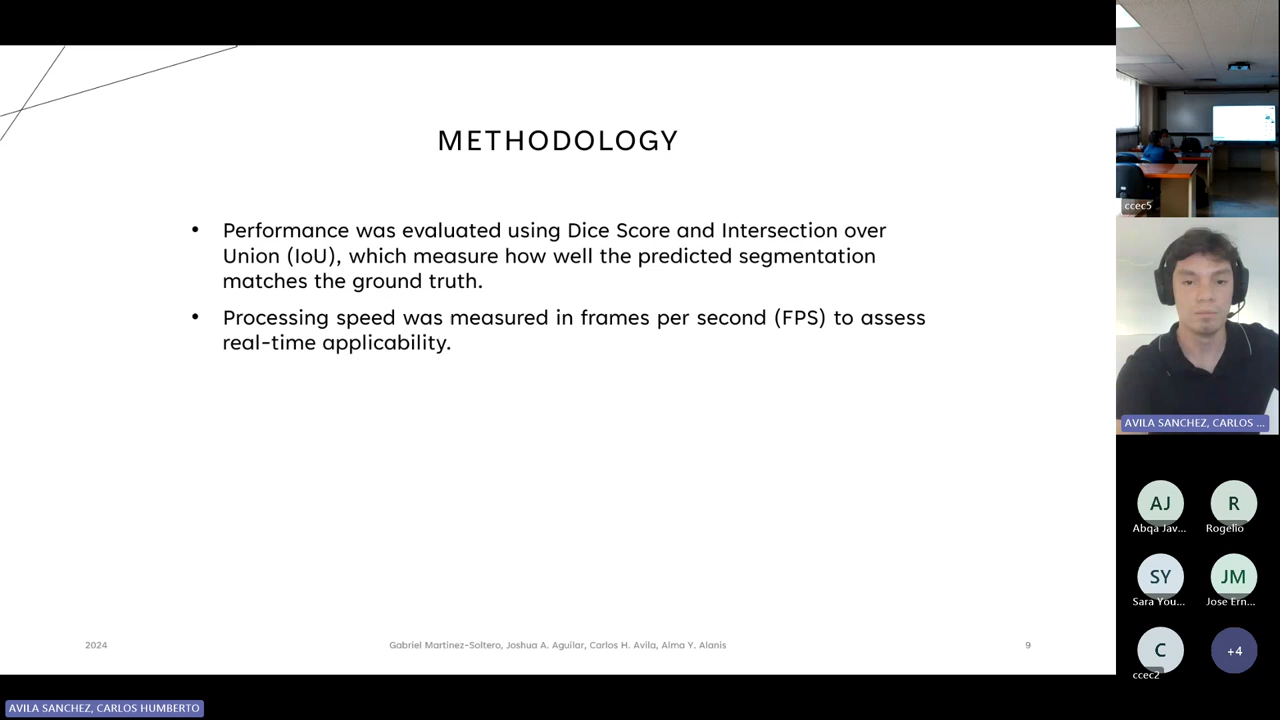 METHODOLOGY
• Performance was evaluated using Dice Score and Intersection over
Union (IoU), which measure how well the predicted segmentation
matches the ground truth.
• Processing speed was measured in frames per second (FPS) to assess
real-time applicability.
2024
Gabriel Martinez-Soltero, Joshua A. Aguilar, Carlos H. Avila, Alma Y. Alanis
9
AVILA SANCHEZ, CARLOS HUMBERTO
ccec5
AVILA SANCHEZ, CARLOS ...
AJ
Abqa Jav...
R
Rogelio
SY
Sara You...
JM
Jose Ern...
C
ccec2
+4